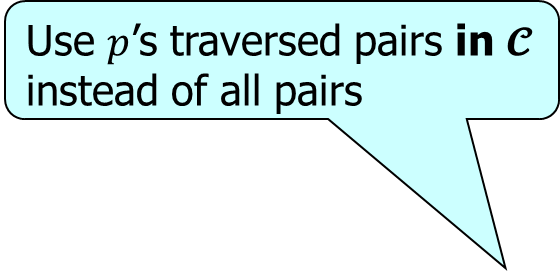 Use 𝑝’s traversed pairs in 𝓒
instead of all pairs